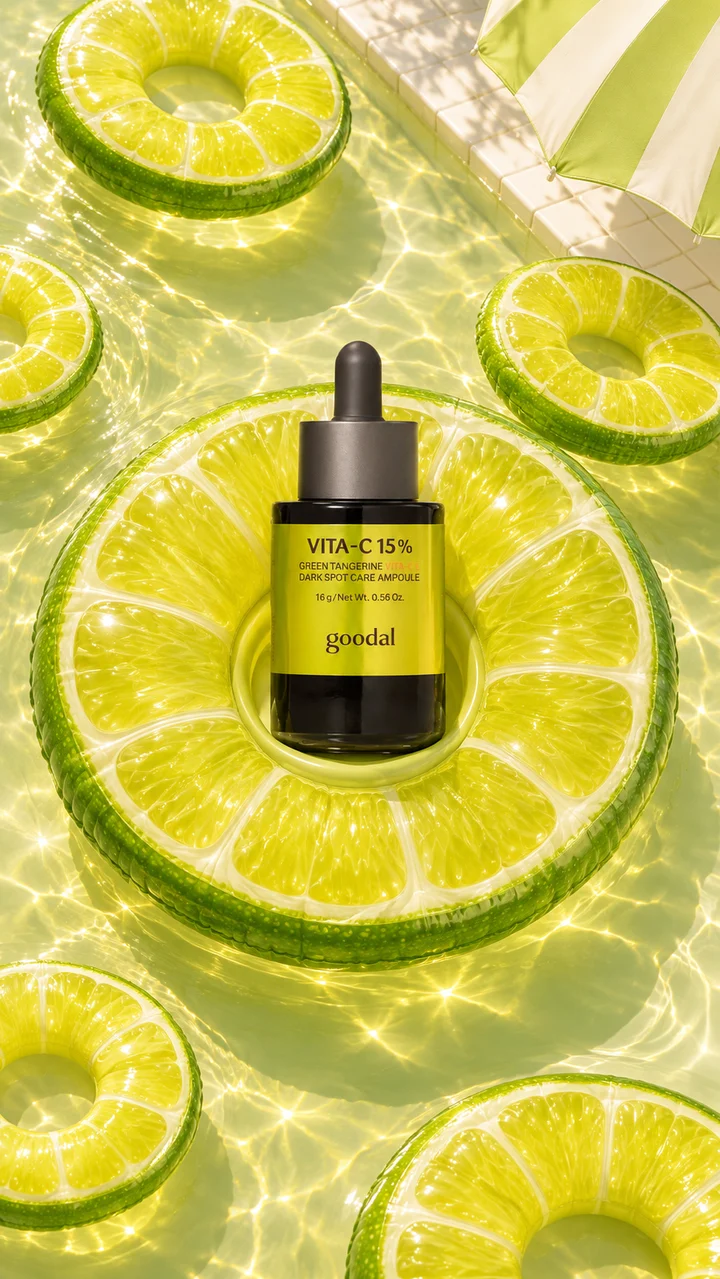 VITA-C 15%
GREEN TANGERINE VITA-C
DARK SPOT CARE AMPOULE
16 g/Net Wt. 0.56 Oz.
goodal